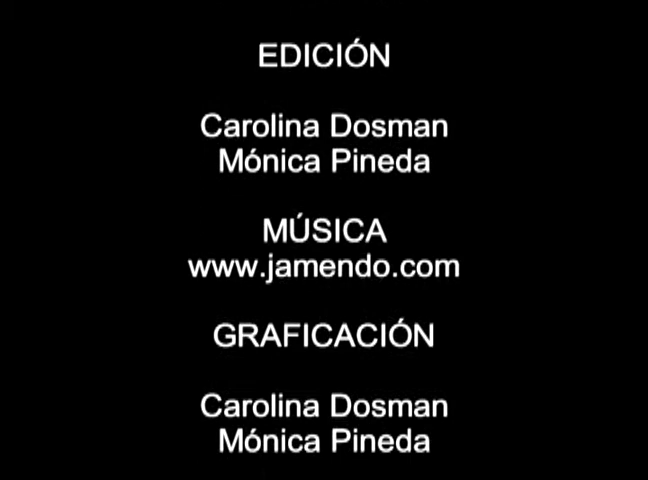 EDICIÓN
Carolina Dosman
Mónica Pineda
MÚSICA
www.jamendo.com
GRAFICACIÓN
Carolina Dosman
Mónica Pineda